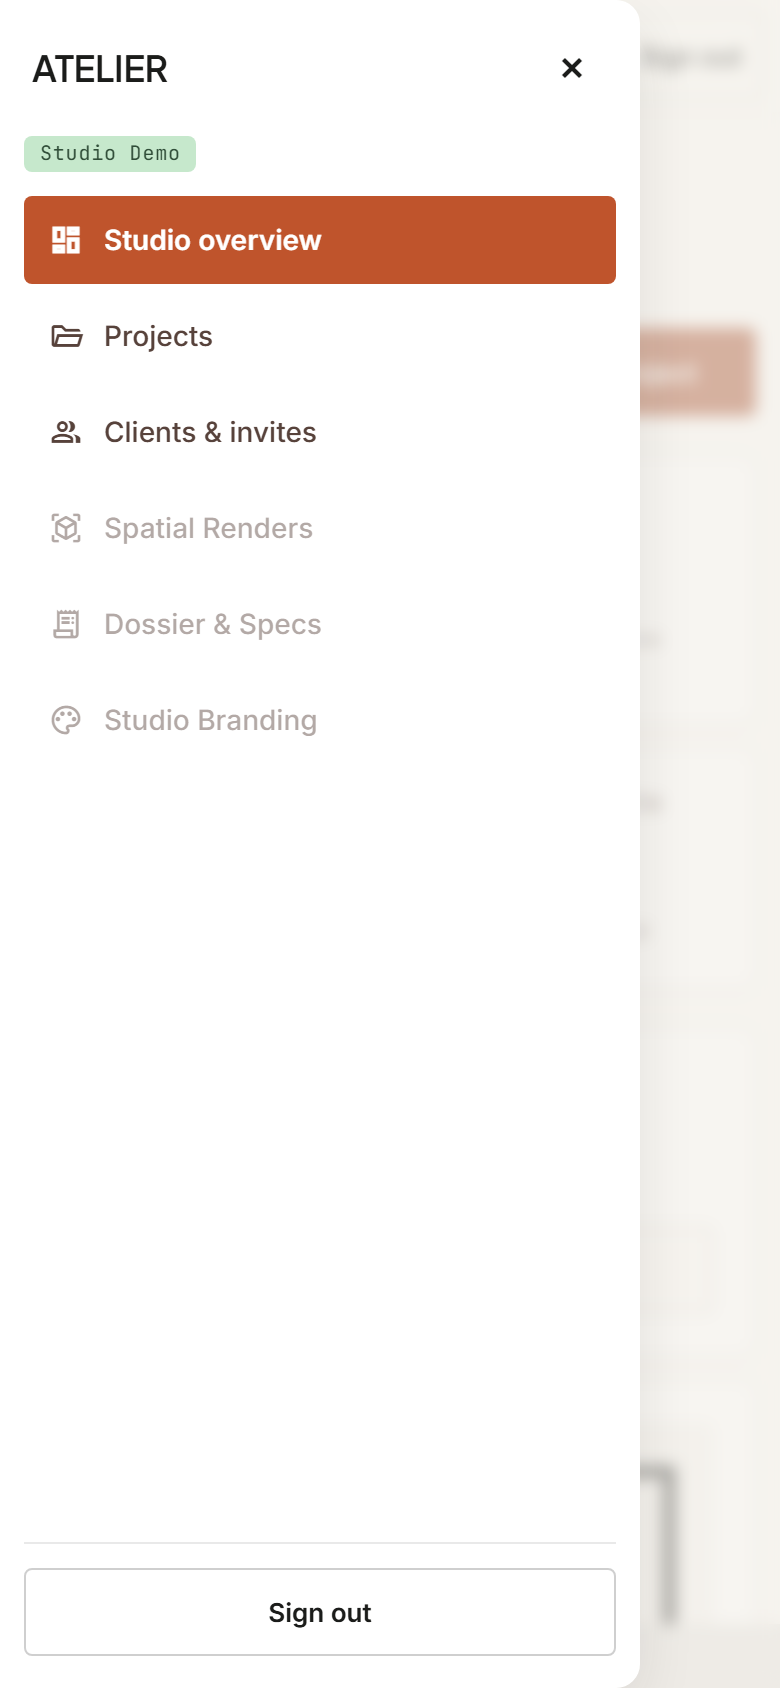 ATELIER
Studio Demo
Studio overview
Projects
Clients & invites
Spatial Renders
Dossier & Specs
Studio Branding
Sign out